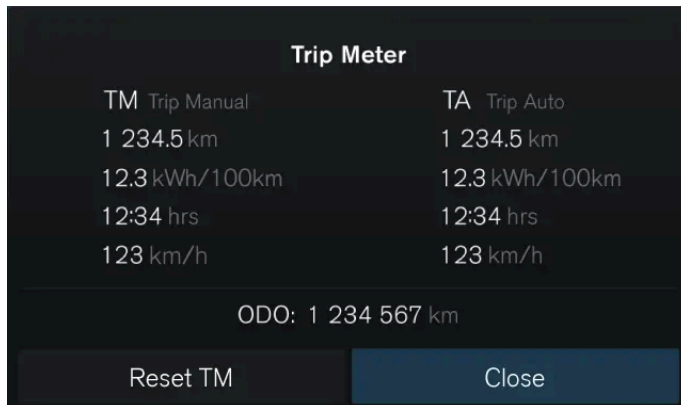 Trip Meter
TM Trip Manual
1 234.5 km
12.3 kWh/100km
12:34 hrs
123 km/h
TA Trip Auto
1 234.5 km
12.3 kWh/100km
12:34 hrs
123 km/h
ODO: 1 234 567 km
Reset TM
Close